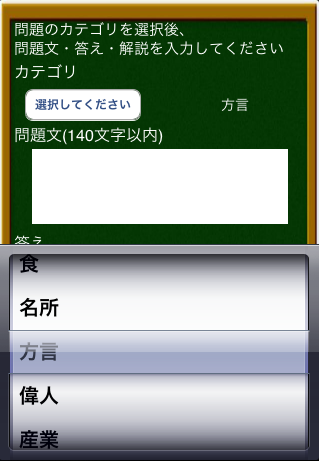 問題のカテゴリを選択後、
問題文・答え・解説を入力してください
カテゴリ
選択してください 方言
問題文(140文字以内)
答え
食
名所
方言
偉人
産業